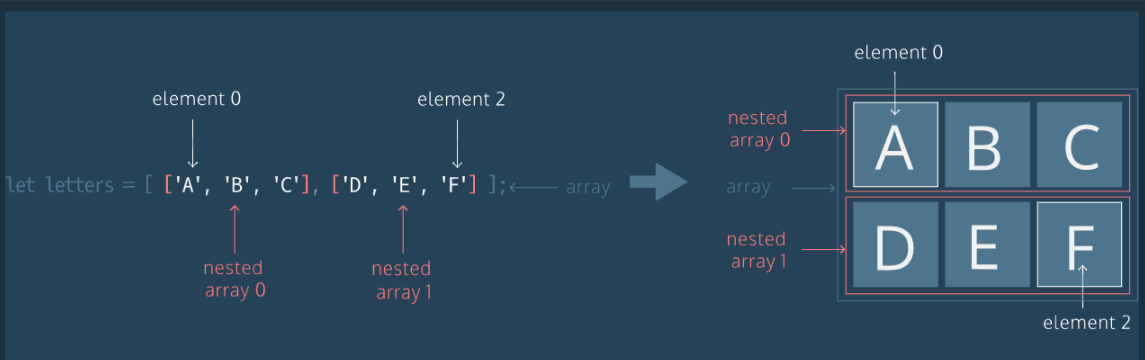 element 0
element 2
let letters = [ ['A', 'B', 'C'], ['D', 'E', 'F'] ];
array
nested
array 0
nested
array 1
element 0
nested
array 0
A B C
array
nested
array 1
D E F
element 2